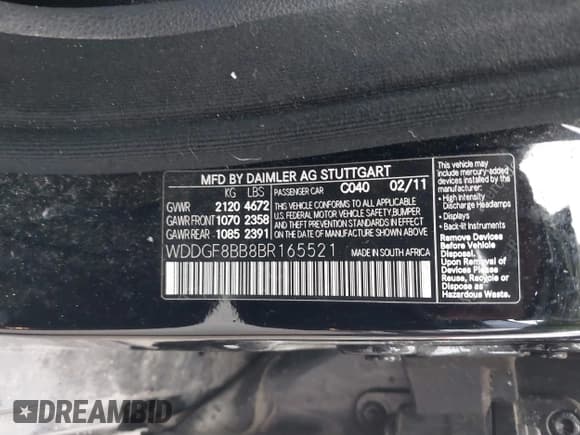 MFD BY DAIMLER AG STUTTGART
KG LBS PASSENGER CAR C040 02/11
GVWR 2120 4672
GAWR FRONT 1070 2358
GAWR REAR 1085 2391
THIS VEHICLE CONFORMS TO ALL APPLICABLE
U.S. FEDERAL MOTOR VEHICLE SAFETY, BUMPER
AND THEFT PREVENTION STANDARDS IN
EFFECT ON THE DATE OF MANUFACTURE SHOWN ABOVE.
WDDGF8BB8BR165521
MADE IN SOUTH AFRICA
This vehicle may include
mercury-added devices
installed by the
manufacturer:
- High Intensity
Discharge Headlamps
- Displays
- Back-lit Instruments
Remove Devices
Before Vehicle
Disposal.
Upon Removal
of Devices Please
Reuse, Recycle or
Dispose as
Hazardous Waste.
DREAMBID